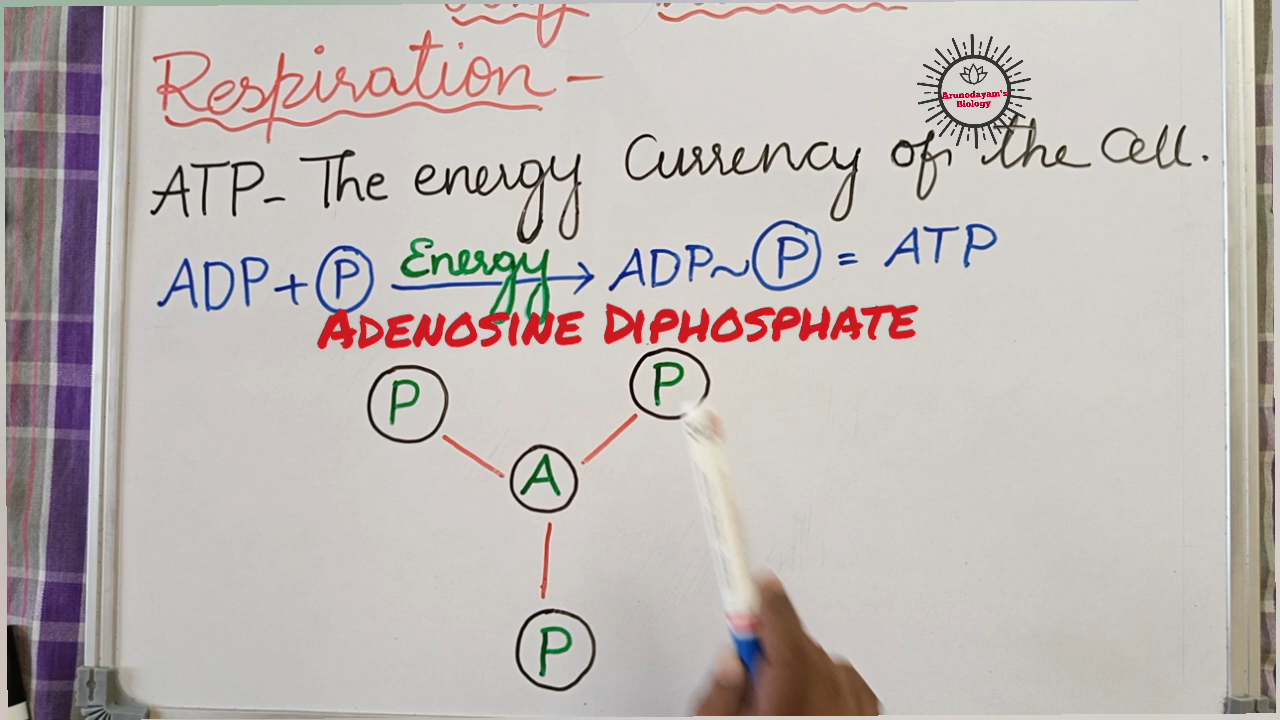 Respiration -
Arunodayam's
Biology
ATP - The energy Currency of the Cell.
Energy
ADP + P → ADP ~ P = ATP
ADENOSINE DIPHOSPHATE
P
P
A
P